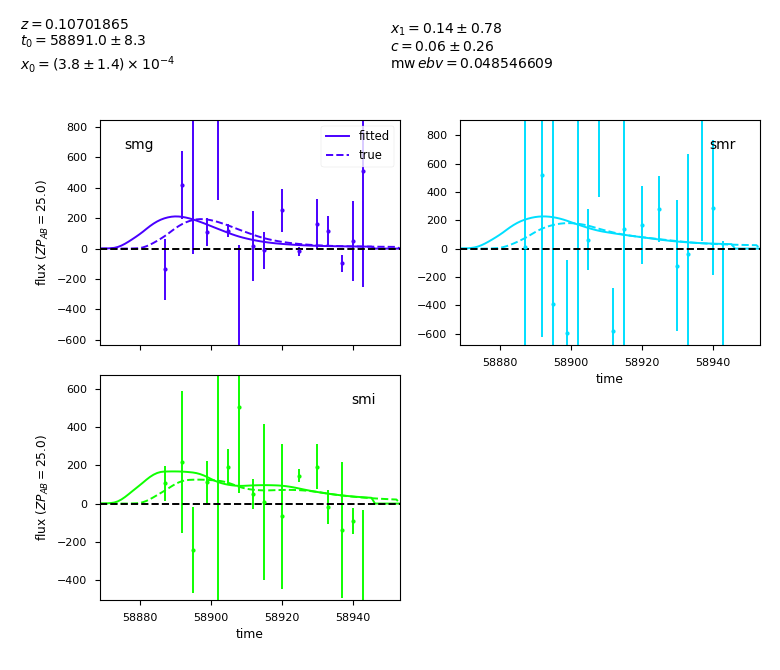 z = 0.10701865
t₀ = 58891.0 ± 8.3
x₀ = (3.8 ± 1.4) × 10⁻⁴
x₁ = 0.14 ± 0.78
c = 0.06 ± 0.26
mw ebv = 0.048546609
smg
fitted
true
800
600
400
200
0
−200
−400
−600
flux (ZP_AB = 25.0)
smr
800
600
400
200
0
−200
−400
−600
58880 58900 58920 58940
time
smi
600
400
200
0
−200
−400
flux (ZP_AB = 25.0)
58880 58900 58920 58940
time